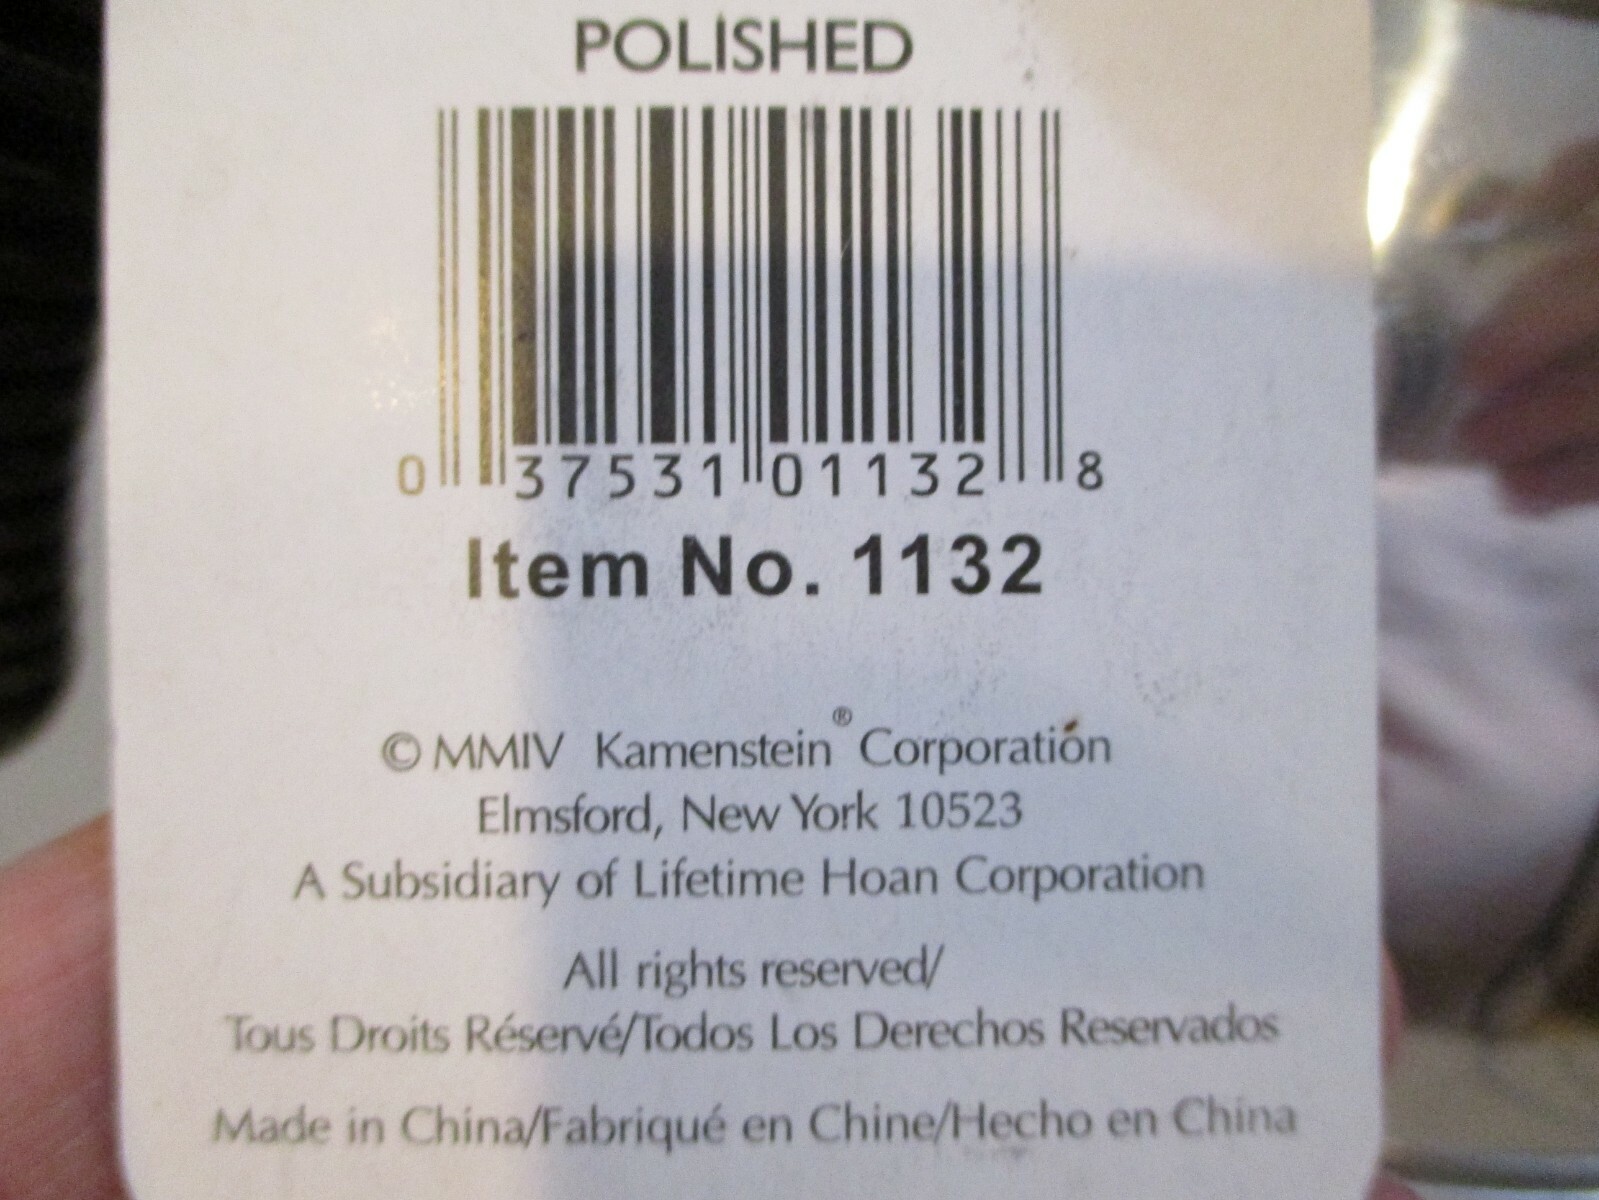 POLISHED
0 37531 01132 8
Item No. 1132
© MMIV Kamenstein® Corporation
Elmsford, New York 10523
A Subsidiary of Lifetime Hoan Corporation
All rights reserved/
Tous Droits Réservé/Todos Los Derechos Reservados
Made in China/Fabriqué en Chine/Hecho en China